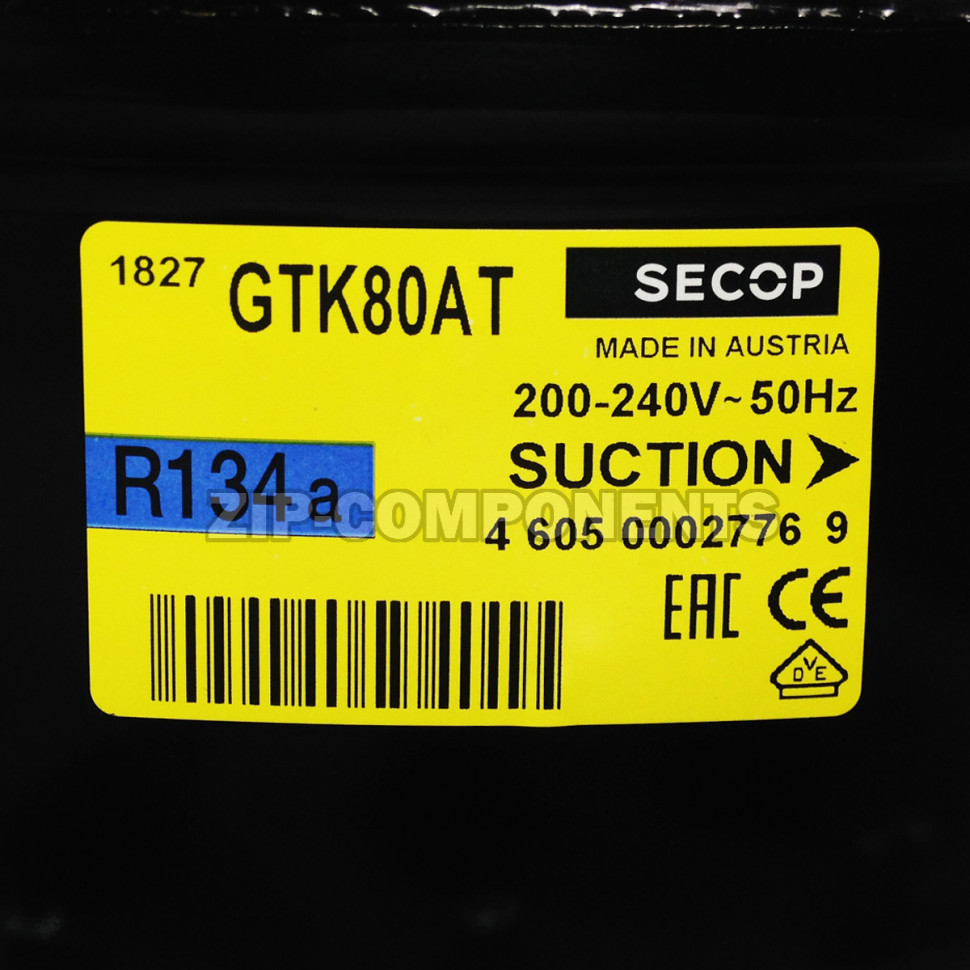 1827 GTK80AT SECOP
MADE IN AUSTRIA
200-240V~50Hz
SUCTION
R134a
ZIP-COMPONENTS
4 605 0002776 9
EAC CE
DVE